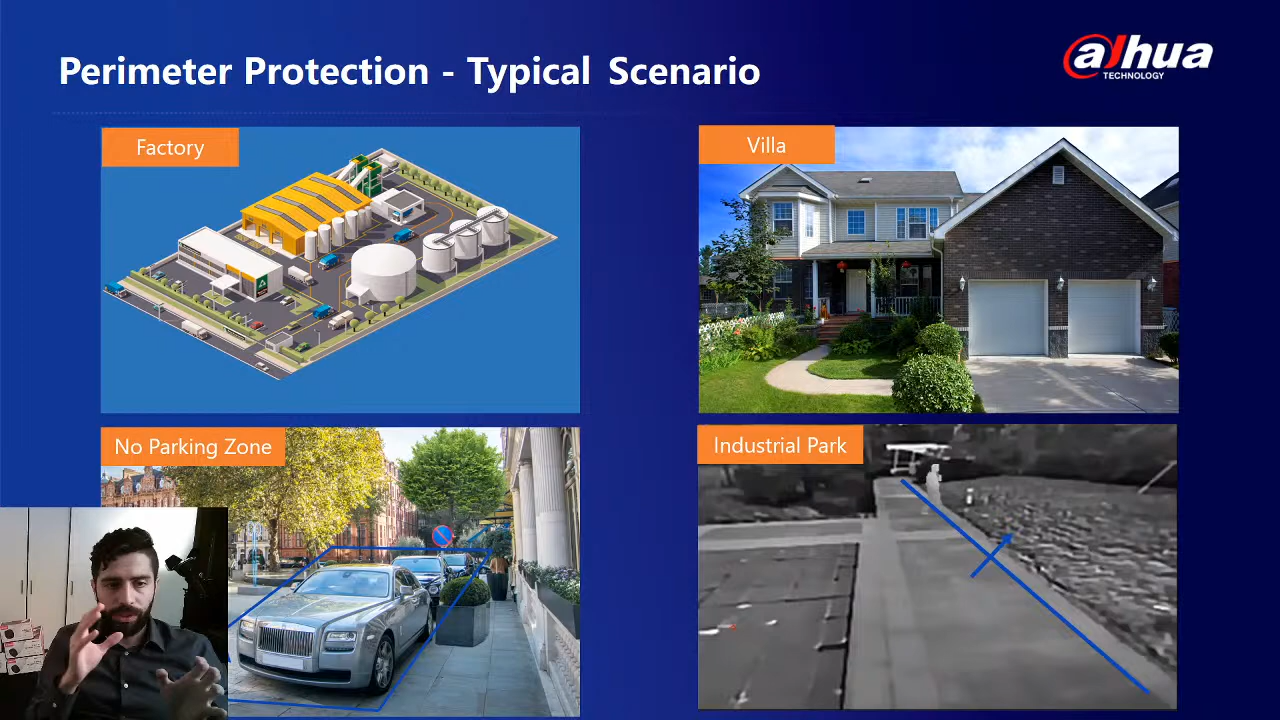 Perimeter Protection - Typical Scenario
alhua
TECHNOLOGY
Factory
Villa
No Parking Zone
Industrial Park